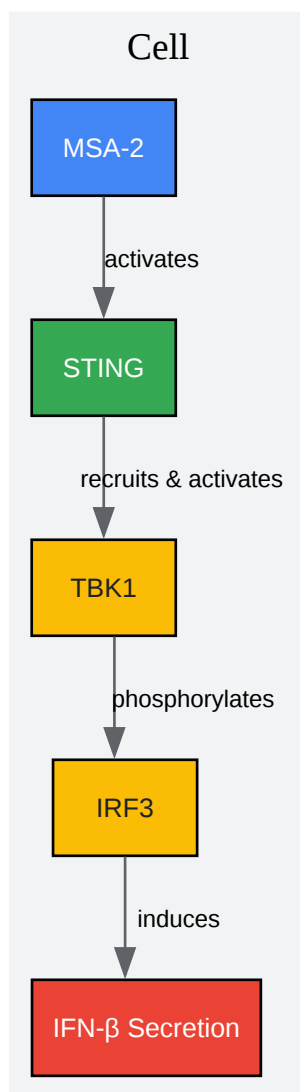 Cell
MSA-2
activates
STING
recruits & activates
TBK1
phosphorylates
IRF3
induces
IFN-β Secretion